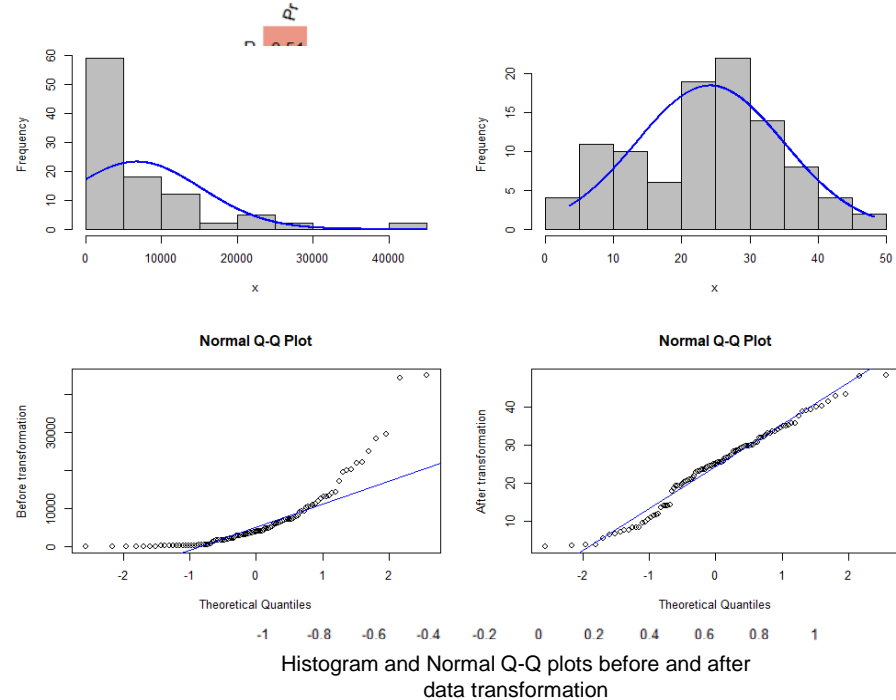 Pr
Frequency
0 10 20 30 40 50 60
0 10000 20000 30000 40000
x
Frequency
0 5 10 15 20
0 10 20 30 40 50
x
Normal Q-Q Plot
Before transformation
0 10000 30000
-2 -1 0 1 2
Theoretical Quantiles
Normal Q-Q Plot
After transformation
10 20 30 40
-2 -1 0 1 2
Theoretical Quantiles
-1 -0.8 -0.6 -0.4 -0.2 0 0.2 0.4 0.6 0.8 1
Histogram and Normal Q-Q plots before and after
data transformation